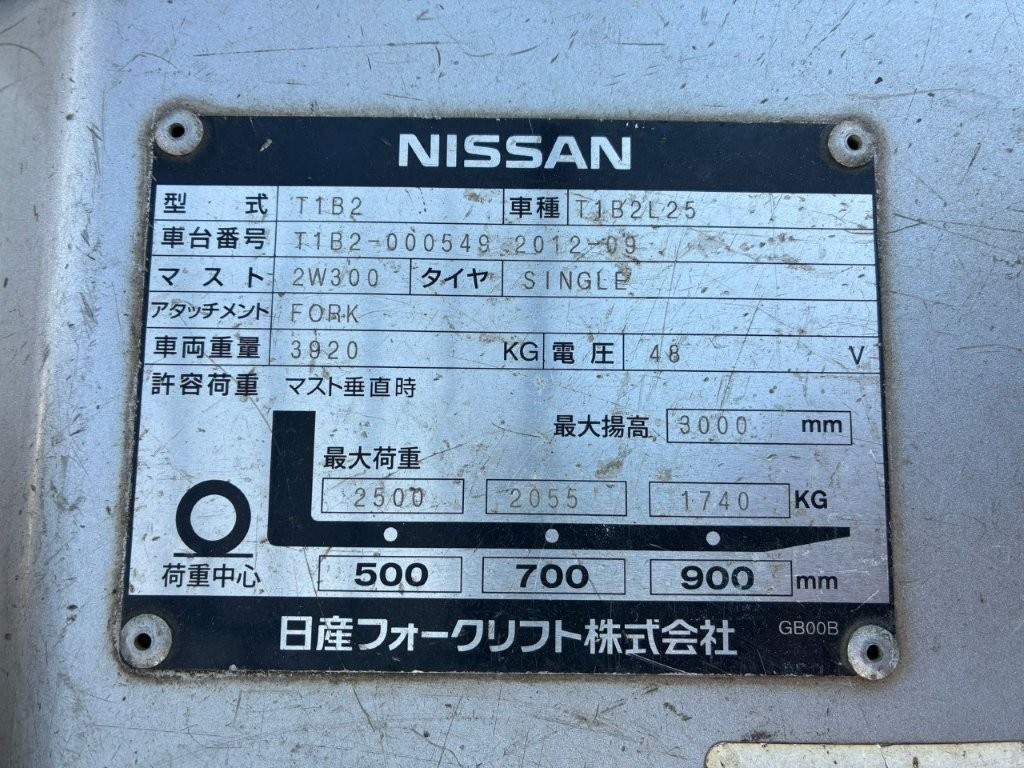 NISSAN
型 式 T1B2 車種 T1B2L25
車台番号 T1B2-000549 2012-09
マスト 2W300 タイヤ SINGLE
アタッチメント FORK
車両重量 3920 KG 電圧 48 V
許容荷重 マスト垂直時
最大揚高 3000 mm
最大荷重
2500 2055 1740 KG
荷重中心 500 700 900 mm
日産フォークリフト株式会社 GB00B